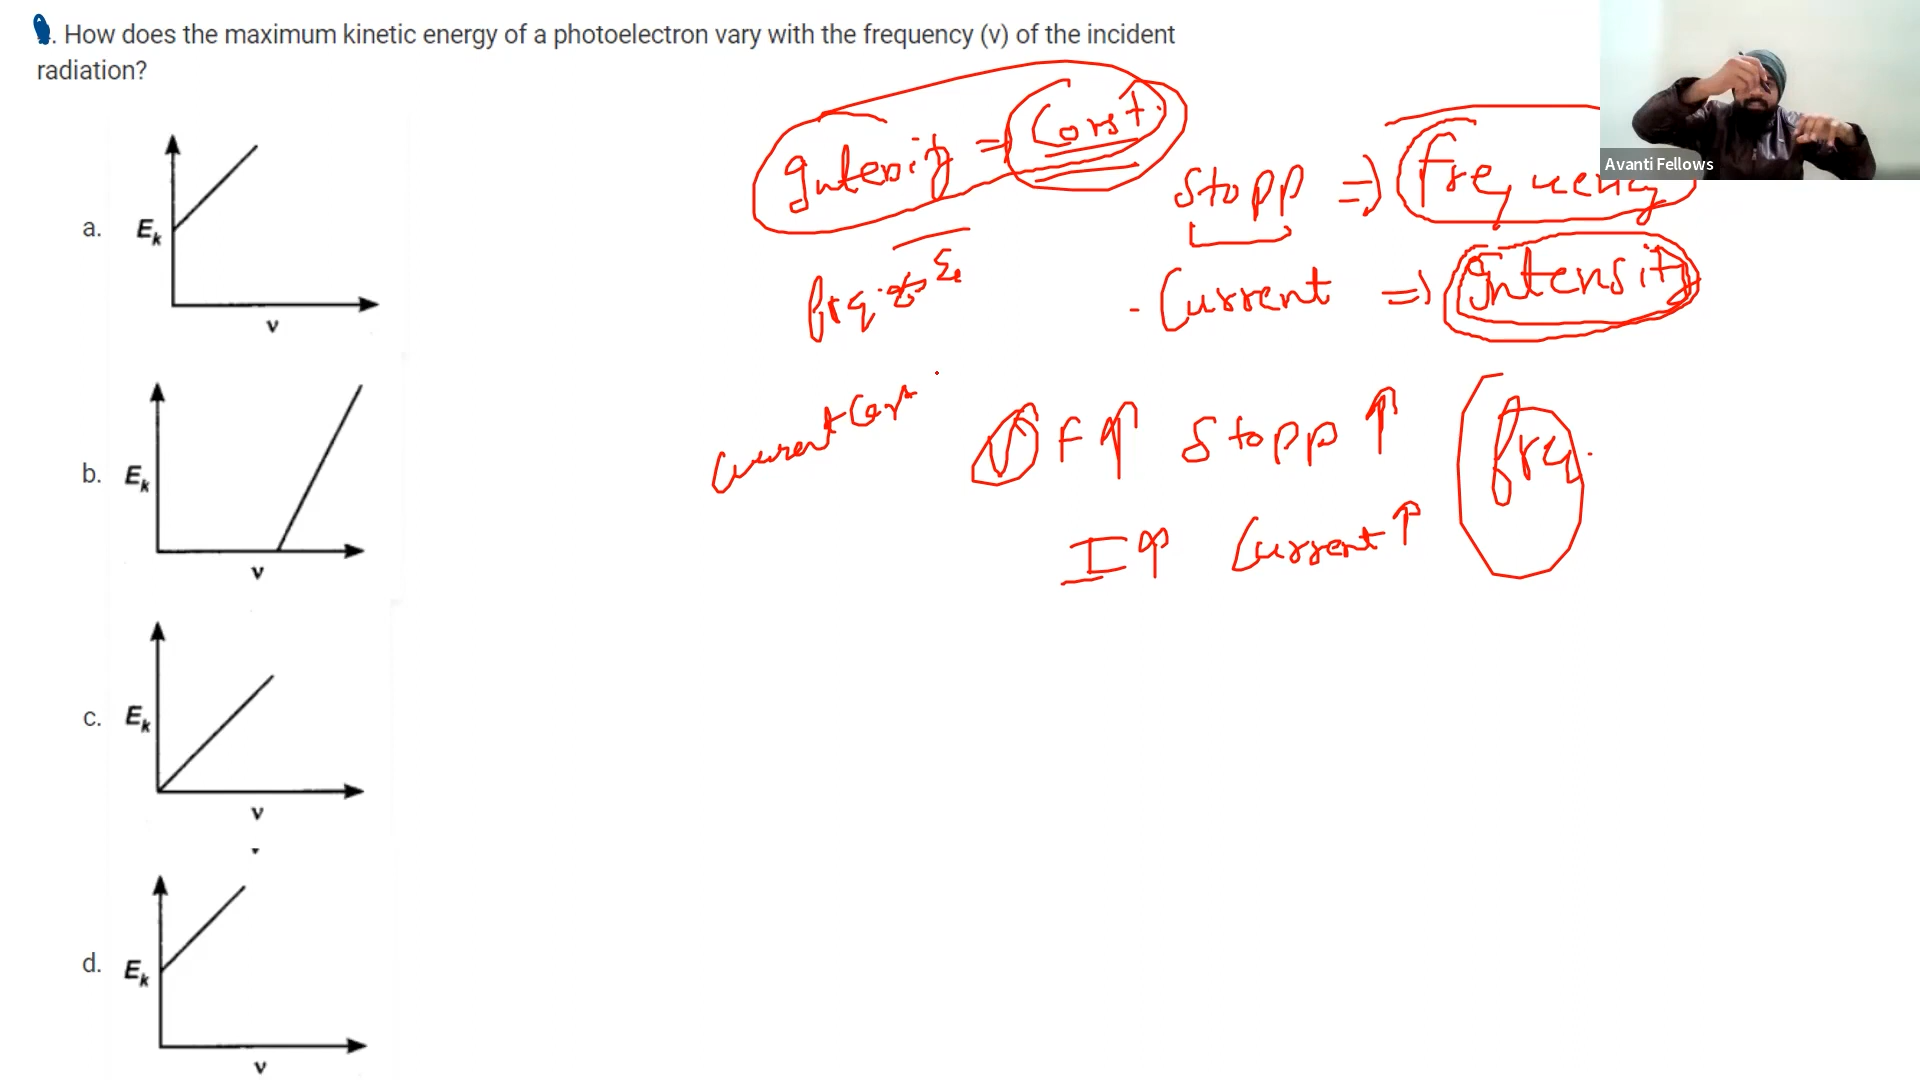 . How does the maximum kinetic energy of a photoelectron vary with the frequency (v) of the incident
radiation?
Avanti Fellows
Intensity = Const.
Stopp => frequency
freq.
- Current => Intensity
a. Ek
v
Current Const
F↑ Stopp ↑
freq.
b. Ek
I↑ Current ↑
v
c. Ek
v
d. Ek
v